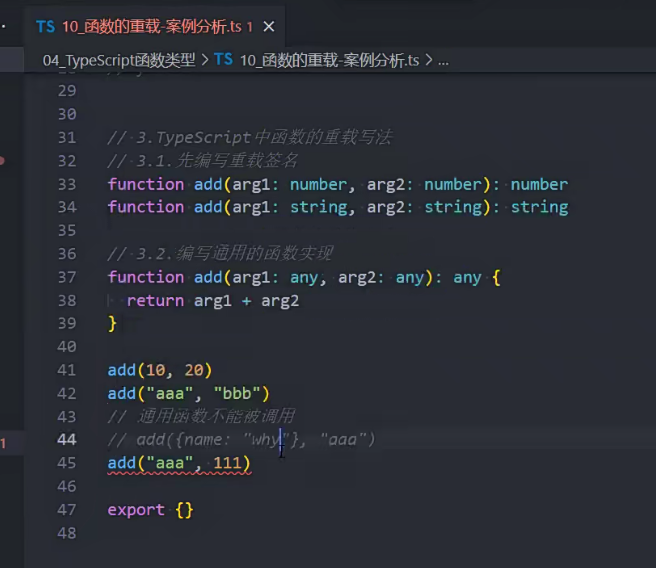 TS 10_函数的重载-案例分析.ts 1 ×
04_TypeScript函数类型 > TS 10_函数的重载-案例分析.ts > ...
29
30
31 // 3.TypeScript中函数的重载写法
32 // 3.1.先编写重载签名
33 function add(arg1: number, arg2: number): number
34 function add(arg1: string, arg2: string): string
35
36 // 3.2.编写通用的函数实现
37 function add(arg1: any, arg2: any): any {
38 return arg1 + arg2
39 }
40
41 add(10, 20)
42 add("aaa", "bbb")
43 // 通用函数不能被调用
44 // add({name: "why"}, "aaa")
1
45 add("aaa", 111)
46
47 export {}
48